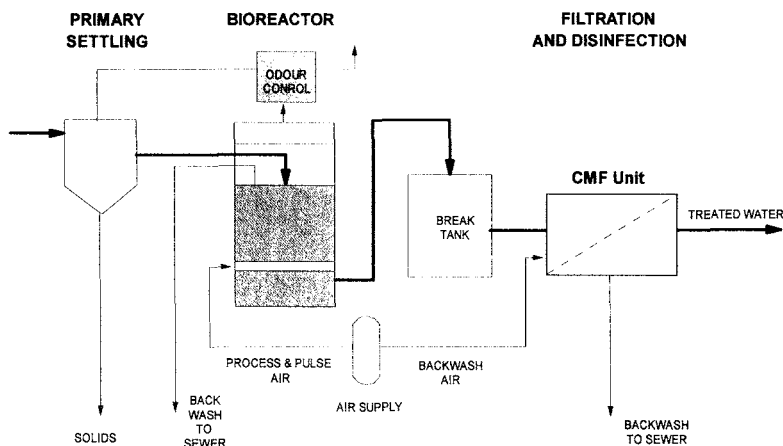 PRIMARY
SETTLING
BIOREACTOR
FILTRATION
AND DISINFECTION
ODOUR
CONROL
CMF Unit
BREAK
TANK
TREATED WATER
PROCESS & PULSE
AIR
BACKWASH
AIR
AIR SUPPLY
BACK
WASH
TO
SEWER
SOLIDS
BACKWASH
TO SEWER